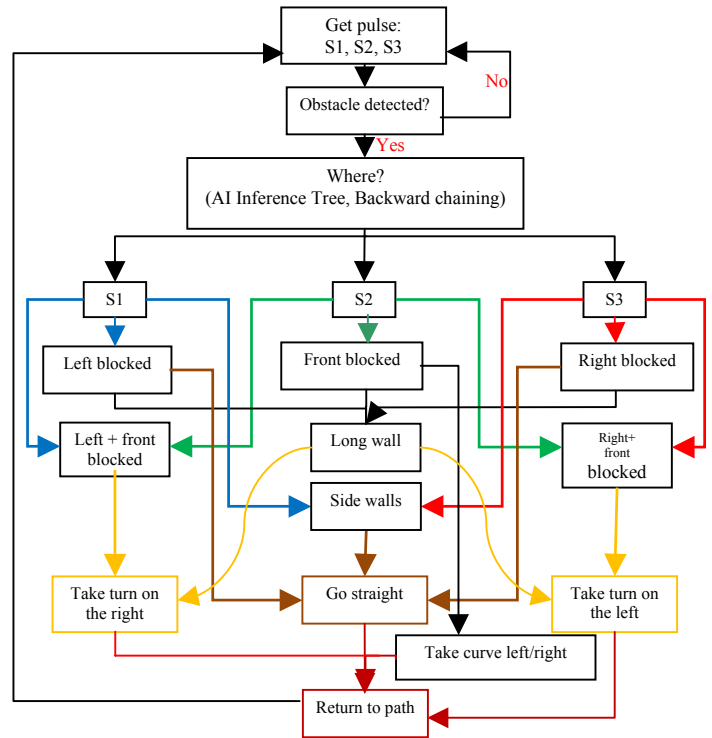 Get pulse:
S1, S2, S3
No
Obstacle detected?
Yes
Where?
(AI Inference Tree, Backward chaining)
S1
S2
S3
Left blocked
Front blocked
Right blocked
Left + front
blocked
Long wall
Right+
front
blocked
Side walls
Take turn on
the right
Go straight
Take turn on
the left
Take curve left/right
Return to path